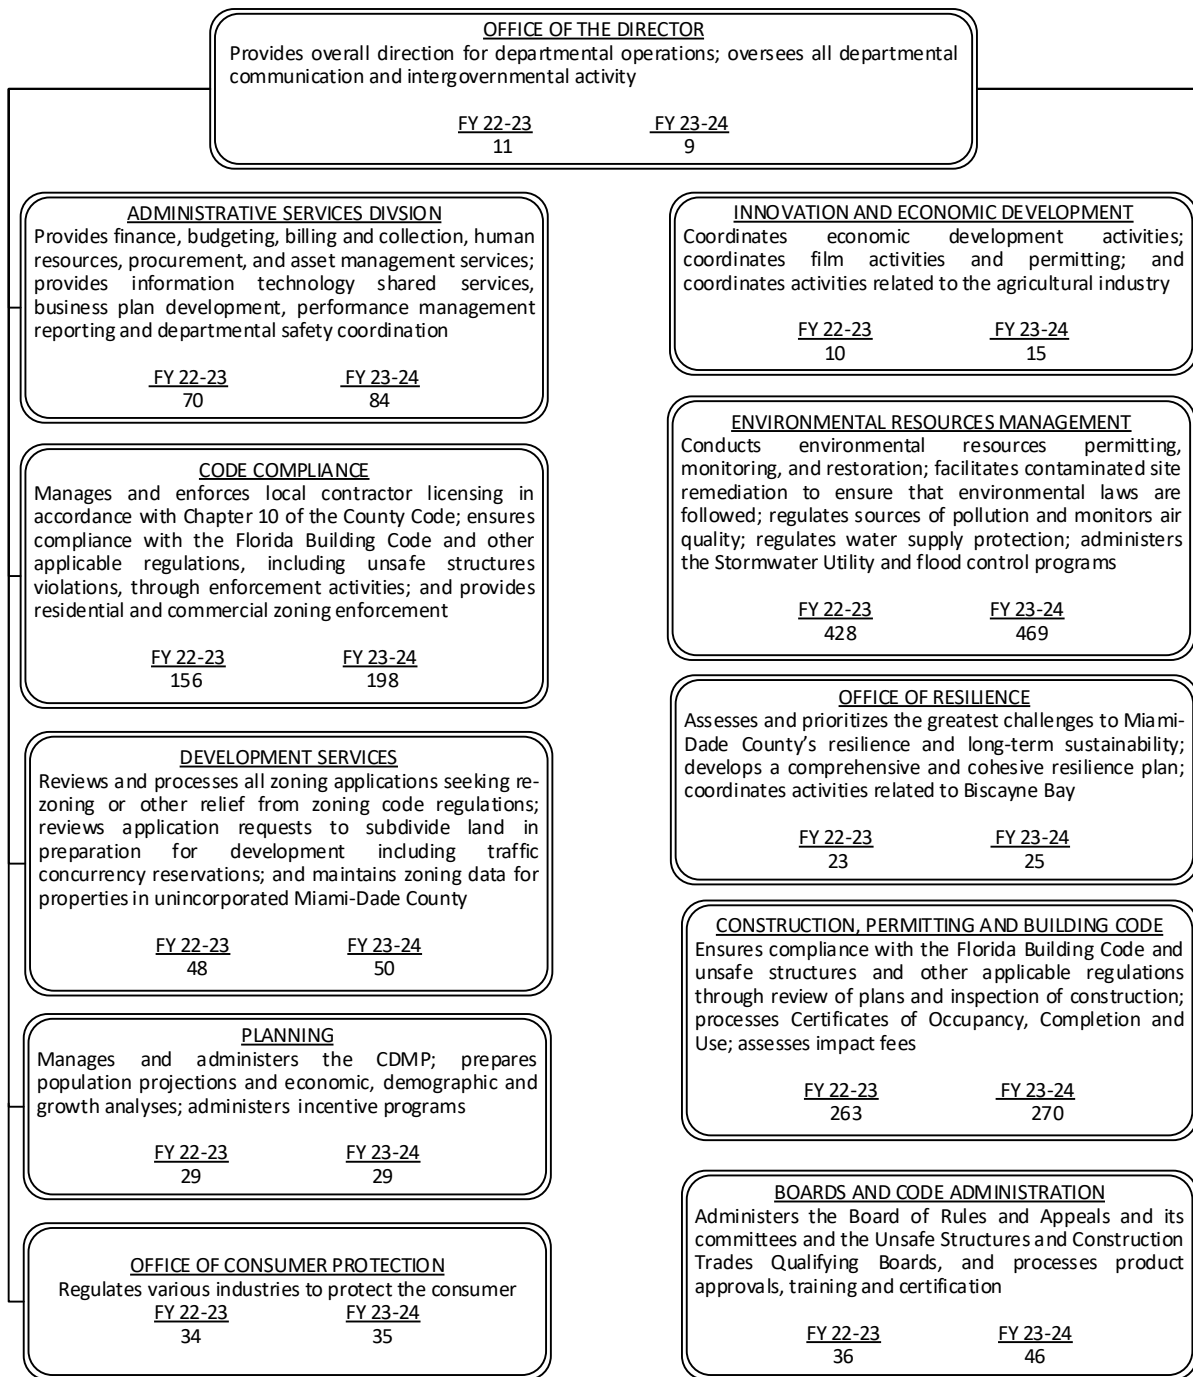 OFFICE OF THE DIRECTOR
Provides overall direction for departmental operations; oversees all departmental
communication and intergovernmental activity
FY 22-23 FY 23-24
11 9
ADMINISTRATIVE SERVICES DIVSION
Provides finance, budgeting, billing and collection, human
resources, procurement, and asset management services;
provides information technology shared services,
business plan development, performance management
reporting and departmental safety coordination
FY 22-23 FY 23-24
70 84
CODE COMPLIANCE
Manages and enforces local contractor licensing in
accordance with Chapter 10 of the County Code; ensures
compliance with the Florida Building Code and other
applicable regulations, including unsafe structures
violations, through enforcement activities; and provides
residential and commercial zoning enforcement
FY 22-23 FY 23-24
156 198
DEVELOPMENT SERVICES
Reviews and processes all zoning applications seeking re-
zoning or other relief from zoning code regulations;
reviews application requests to subdivide land in
preparation for development including traffic
concurrency reservations; and maintains zoning data for
properties in unincorporated Miami-Dade County
FY 22-23 FY 23-24
48 50
PLANNING
Manages and administers the CDMP; prepares
population projections and economic, demographic and
growth analyses; administers incentive programs
FY 22-23 FY 23-24
29 29
OFFICE OF CONSUMER PROTECTION
Regulates various industries to protect the consumer
FY 22-23 FY 23-24
34 35
INNOVATION AND ECONOMIC DEVELOPMENT
Coordinates economic development activities;
coordinates film activities and permitting; and
coordinates activities related to the agricultural industry
FY 22-23 FY 23-24
10 15
ENVIRONMENTAL RESOURCES MANAGEMENT
Conducts environmental resources permitting,
monitoring, and restoration; facilitates contaminated site
remediation to ensure that environmental laws are
followed; regulates sources of pollution and monitors air
quality; regulates water supply protection; administers
the Stormwater Utility and flood control programs
FY 22-23 FY 23-24
428 469
OFFICE OF RESILIENCE
Assesses and prioritizes the greatest challenges to Miami-
Dade County’s resilience and long-term sustainability;
develops a comprehensive and cohesive resilience plan;
coordinates activities related to Biscayne Bay
FY 22-23 FY 23-24
23 25
CONSTRUCTION, PERMITTING AND BUILDING CODE
Ensures compliance with the Florida Building Code and
unsafe structures and other applicable regulations
through review of plans and inspection of construction;
processes Certificates of Occupancy, Completion and
Use; assesses impact fees
FY 22-23 FY 23-24
263 270
BOARDS AND CODE ADMINISTRATION
Administers the Board of Rules and Appeals and its
committees and the Unsafe Structures and Construction
Trades Qualifying Boards, and processes product
approvals, training and certification
FY 22-23 FY 23-24
36 46